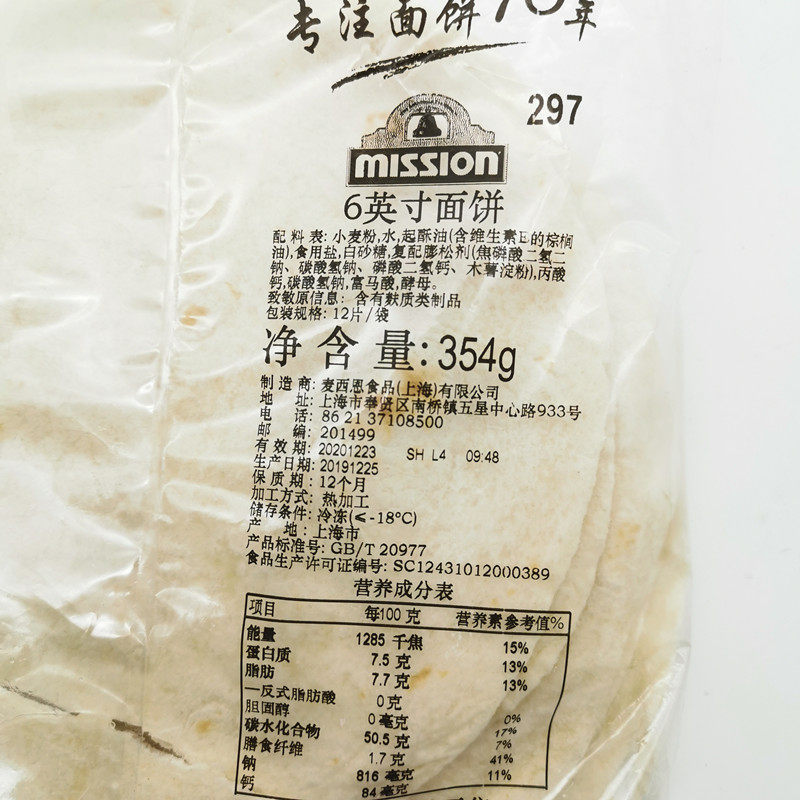 专注面饼70年
297
MISSION
6英寸面饼
配料表:小麦粉,水,起酥油(含维生素E的棕榈
油),食用盐,白砂糖,复配膨松剂(焦磷酸二氢二
钠、碳酸氢钠、磷酸二氢钙、木薯淀粉),丙酸
钙,碳酸氢钠,富马酸,酵母。
致敏原信息: 含有麸质类制品
包装规格: 12片/袋
净含量:354g
制造商: 麦西恩食品(上海)有限公司
地址: 上海市奉贤区南桥镇五星中心路933号
电话: 86 21 37108500
邮编: 201499
有效期: 20201223 SH L4 09:48
生产日期: 20191225
保质期: 12个月
加工方式: 热加工
储存条件: 冷冻(≤-18°C)
产地: 上海市
产品标准号: GB/T 20977
食品生产许可证编号: SC12431012000389
营养成分表
项目 每100克 营养素参考值%
能量 1285 千焦 15%
蛋白质 7.5 克 13%
脂肪 7.7 克 13%
—反式脂肪酸 0 克
胆固醇 0 毫克 0%
碳水化合物 50.5 克 17%
膳食纤维 1.7 克 7%
钠 816 毫克 41%
钙 84 毫克 11%